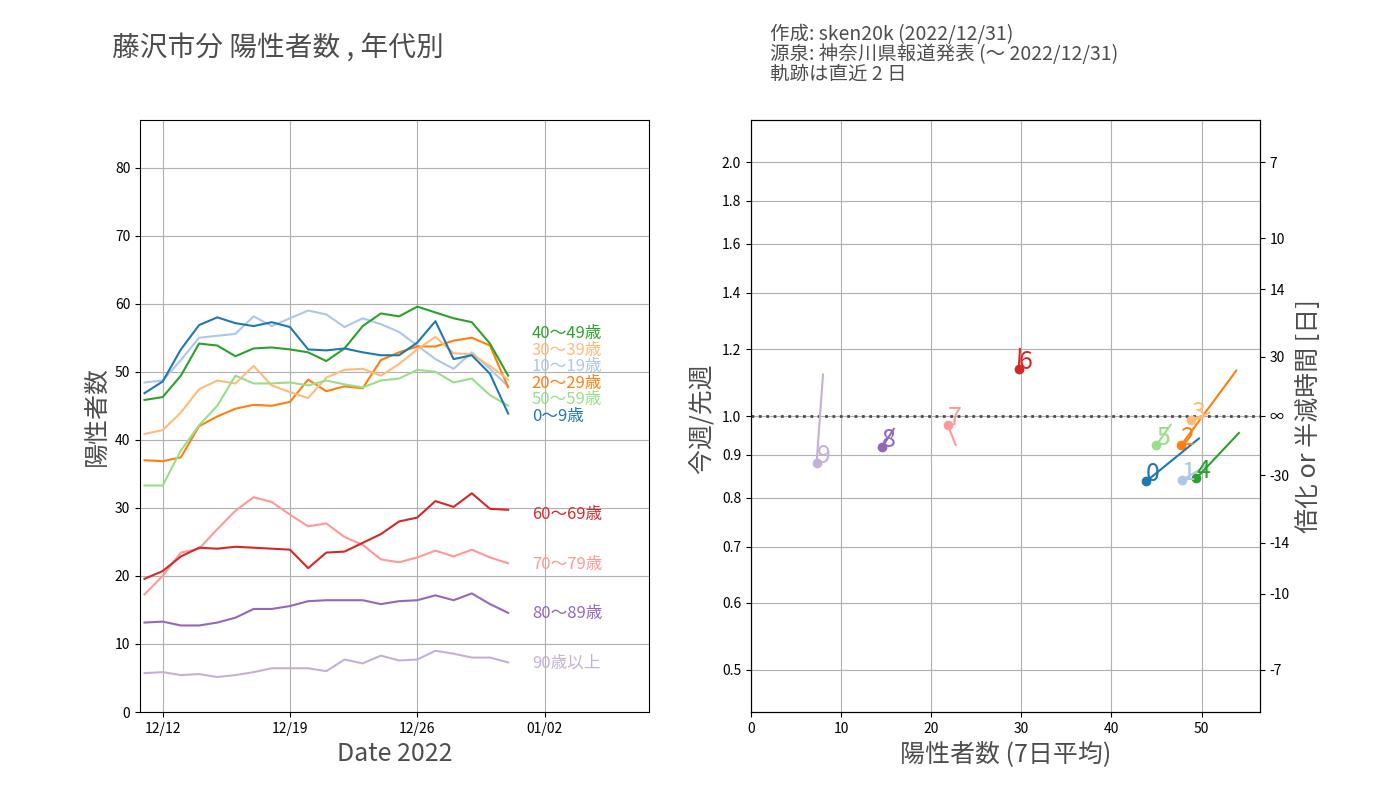 藤沢市分 陽性者数 , 年代別
作成: sken20k (2022/12/31)
源泉: 神奈川県報道発表 (〜 2022/12/31)
軌跡は直近 2 日
陽性者数
80
70
60
50
40
30
20
10
0
12/12
12/19
12/26
01/02
Date 2022
40〜49歳
30〜39歳
10〜19歳
20〜29歳
50〜59歳
0〜9歳
60〜69歳
70〜79歳
80〜89歳
90歳以上
今週/先週
2.0
1.8
1.6
1.4
1.2
1.0
0.9
0.8
0.7
0.6
0.5
0
10
20
30
40
50
陽性者数 (7日平均)
6
7
3
8
5
2
9
0
1
4
7
10
14
30
∞
-30
-14
-10
-7
倍化 or 半減時間 [日]